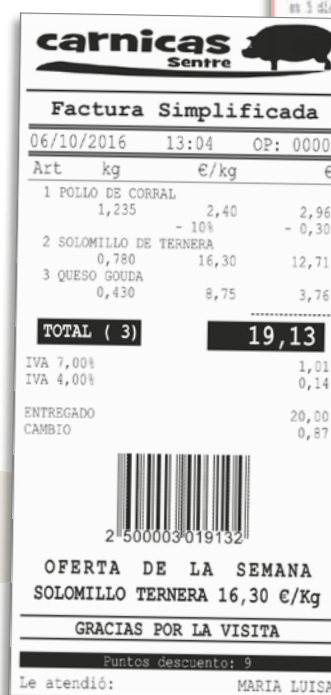 carnicas
Sentre
Factura Simplificada
06/10/2016 13:04 OP: 0000
Art kg €/kg €
1 POLLO DE CORRAL
1,235 2,40 2,96
- 10% - 0,30
2 SOLOMILLO DE TERNERA
0,780 16,30 12,71
3 QUESO GOUDA
0,430 8,75 3,76
TOTAL ( 3) 19,13
IVA 7,00% 1,01
IVA 4,00% 0,14
ENTREGADO 20,00
CAMBIO 0,87
2 500003 019132
OFERTA DE LA SEMANA
SOLOMILLO TERNERA 16,30 €/Kg
GRACIAS POR LA VISITA
Puntos descuento: 9
Le atendió: MARIA LUISA